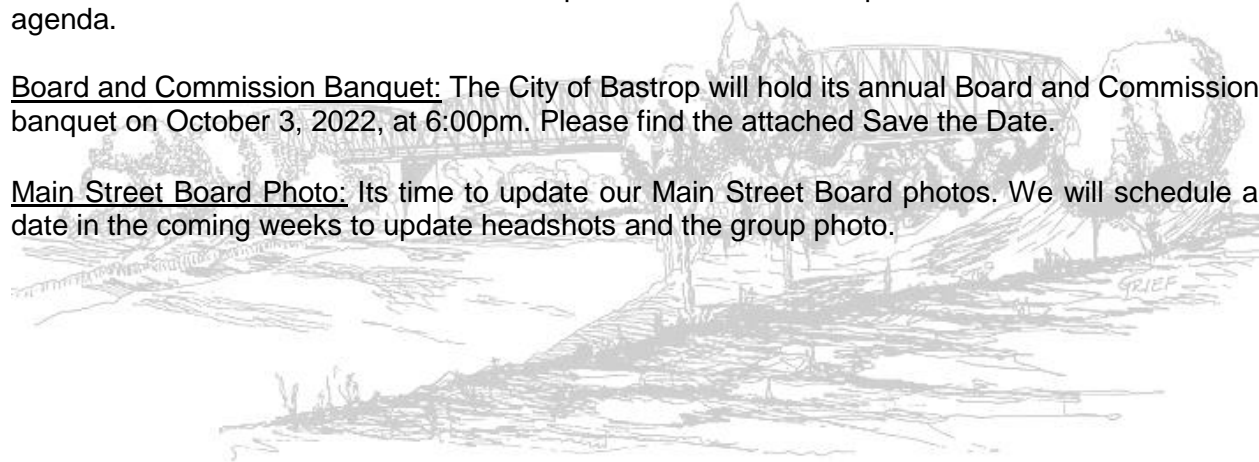 agenda.
Board and Commission Banquet: The City of Bastrop will hold its annual Board and Commission
banquet on October 3, 2022, at 6:00pm. Please find the attached Save the Date.
Main Street Board Photo: Its time to update our Main Street Board photos. We will schedule a
date in the coming weeks to update headshots and the group photo.
GRIEF